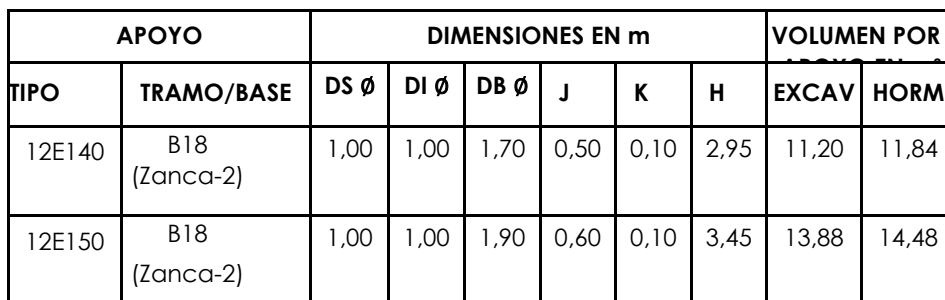 APOYO DIMENSIONES EN m VOLUMEN POR
TIPO TRAMO/BASE DS Ø DI Ø DB Ø J K H EXCAV HORM
12E140 B18 1,00 1,00 1,70 0,50 0,10 2,95 11,20 11,84
(Zanca-2)
12E150 B18 1,00 1,00 1,90 0,60 0,10 3,45 13,88 14,48
(Zanca-2)